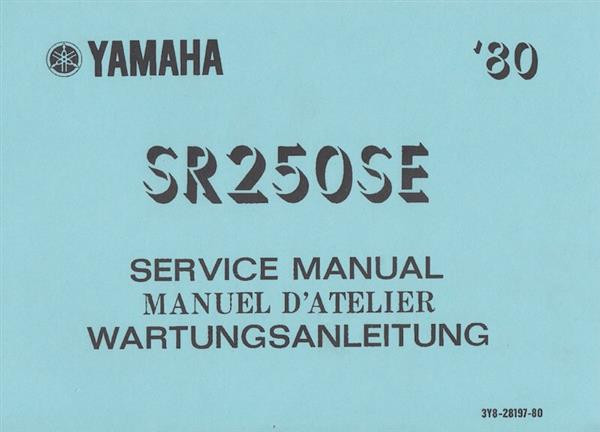 YAMAHA '80
SR250SE
SERVICE MANUAL
MANUEL D'ATELIER
WARTUNGSANLEITUNG
3Y8-28197-80